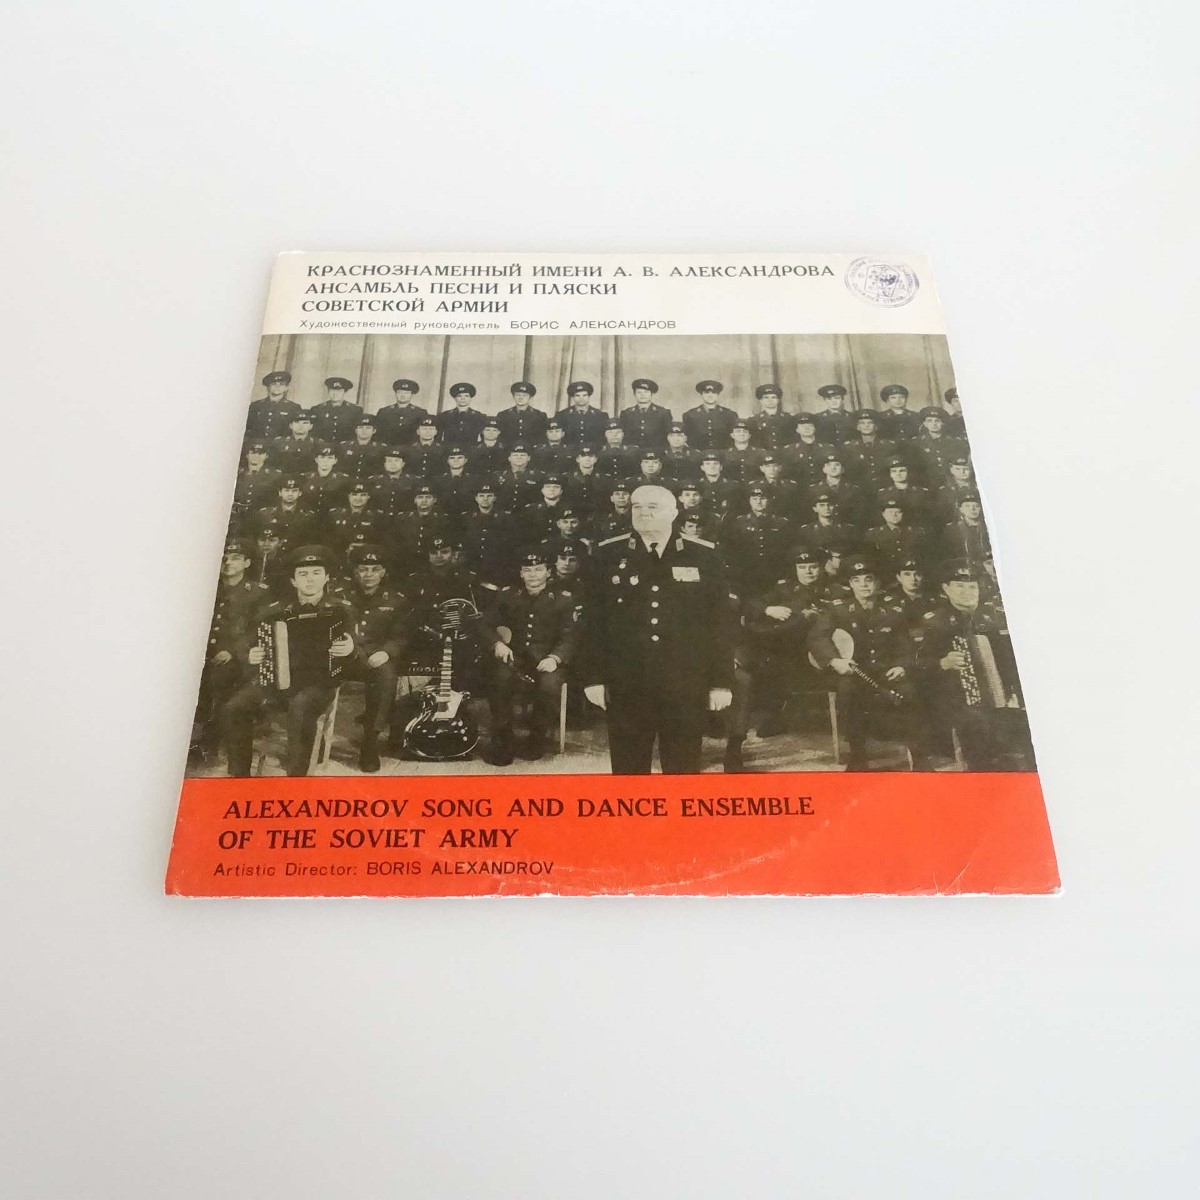 КРАСНОЗНАМЕННЫЙ ИМЕНИ А. В. АЛЕКСАНДРОВА
АНСАМБЛЬ ПЕСНИ И ПЛЯСКИ
СОВЕТСКОЙ АРМИИ
Художественный руководитель БОРИС АЛЕКСАНДРОВ
ALEXANDROV SONG AND DANCE ENSEMBLE
OF THE SOVIET ARMY
Artistic Director: BORIS ALEXANDROV